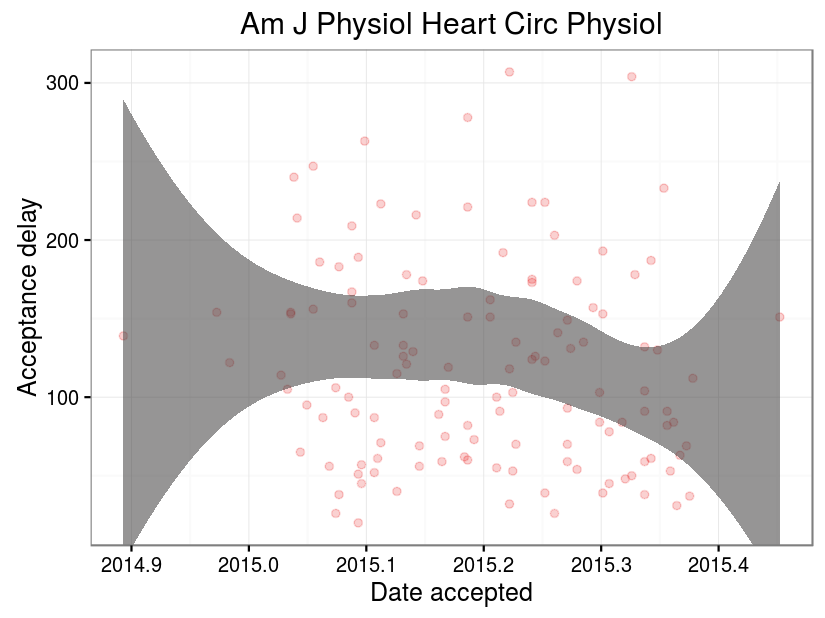 Am J Physiol Heart Circ Physiol
Acceptance delay
300
200
100
2014.9 2015.0 2015.1 2015.2 2015.3 2015.4
Date accepted